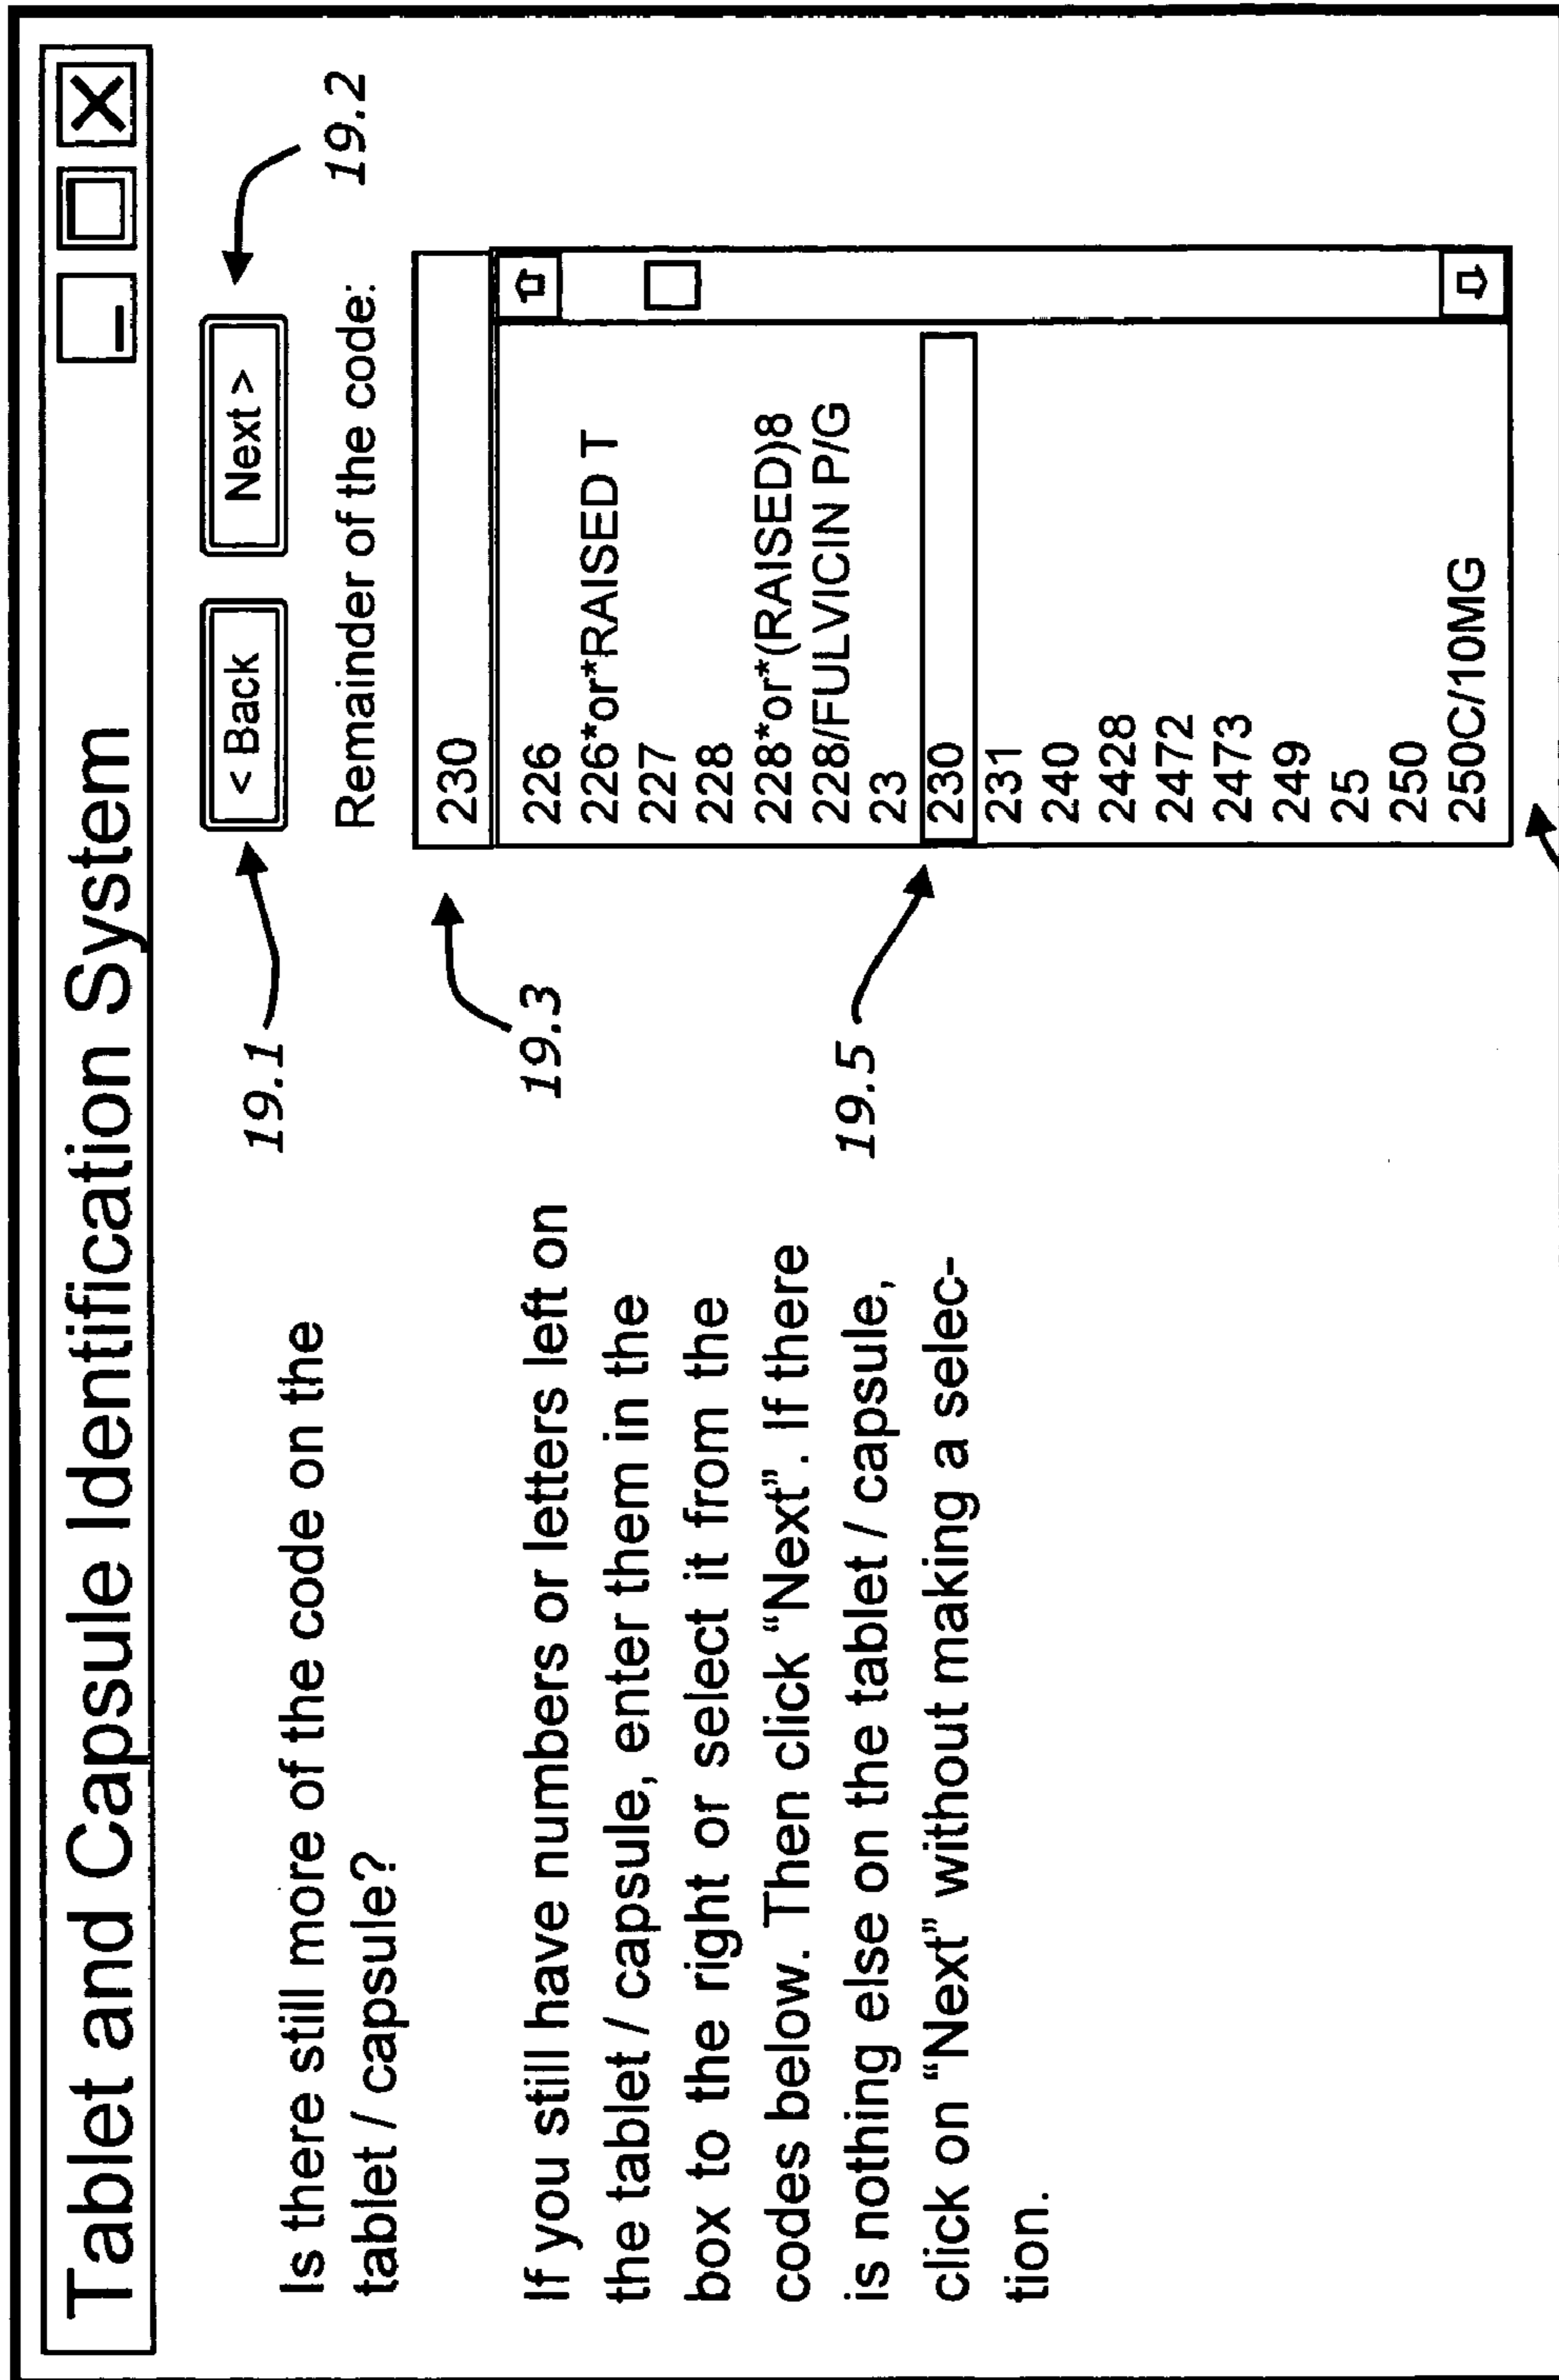 Tablet and Capsule Identification System
< Back
Next >
19.1
19.2
Is there still more of the code on the
tablet / capsule?
Remainder of the code:
If you still have numbers or letters left on
the tablet / capsule, enter them in the
box to the right or select it from the
codes below. Then click “Next”. If there
is nothing else on the tablet / capsule,
click on “Next” without making a selec-
tion.
19.3
19.5
230
226
226*or*RAISED T
227
228
228*or*(RAISED)8
228/FULVICIN P/G
23
230
231
240
2428
2472
2473
249
25
250
250C/10MG